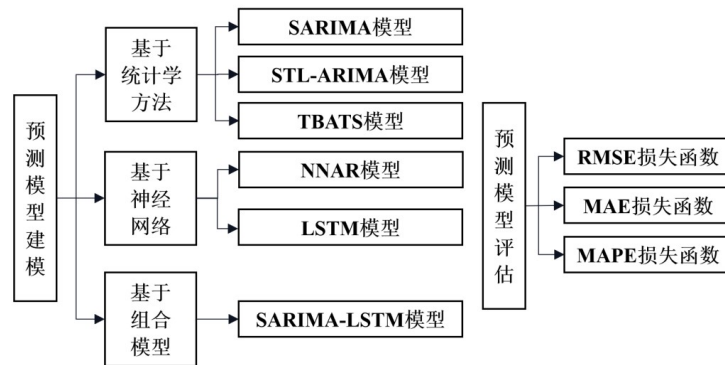 预测模型建模
基于
统计学
方法
SARIMA模型
STL-ARIMA模型
TBATS模型
基于
神经
网络
NNAR模型
LSTM模型
基于
组合
模型
SARIMA-LSTM模型
预测模型评估
RMSE损失函数
MAE损失函数
MAPE损失函数